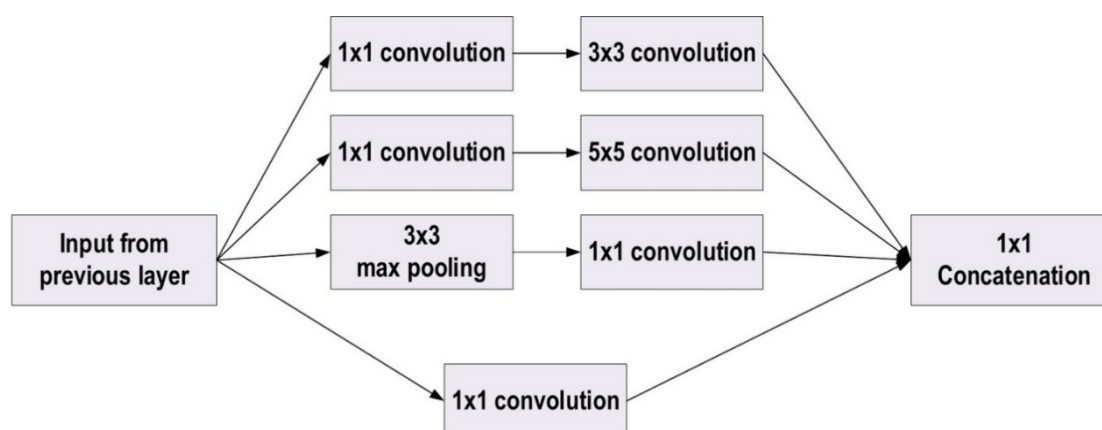 1x1 convolution
3x3 convolution
1x1 convolution
5x5 convolution
Input from
previous layer
3x3
max pooling
1x1 convolution
1x1
Concatenation
1x1 convolution